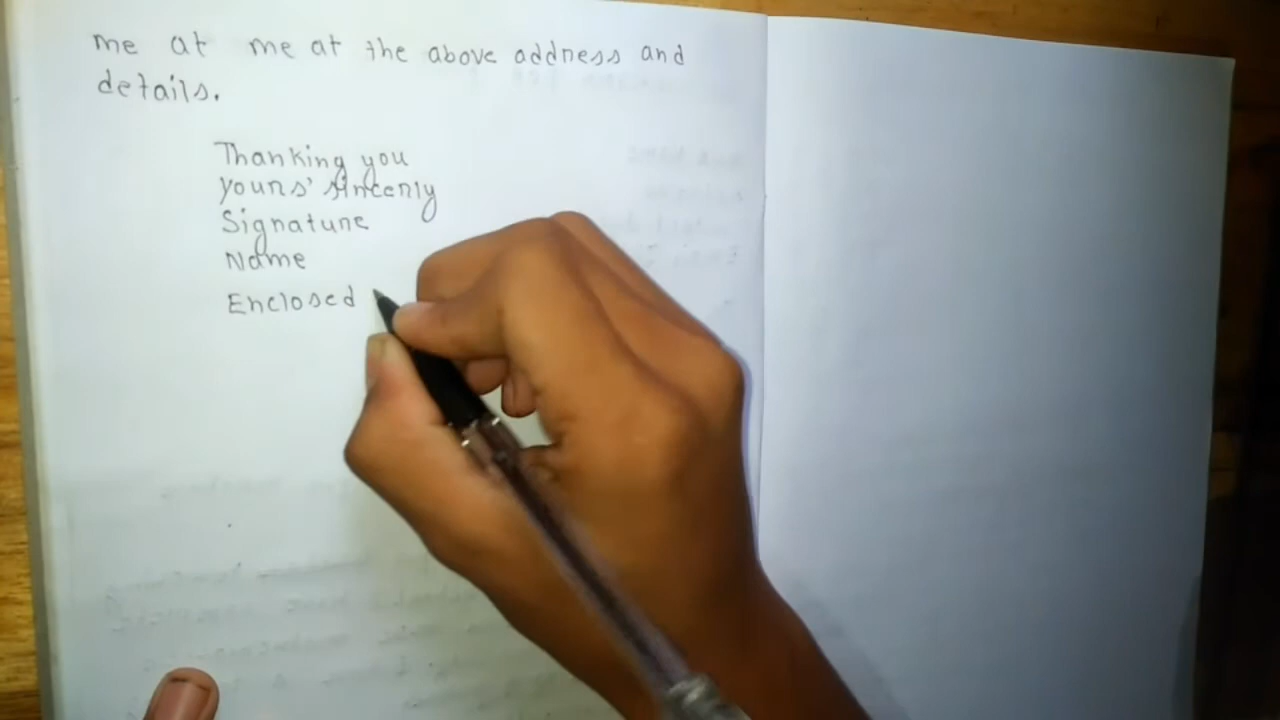 me at me at the above address and
details.
Thanking you
yours' sincerly
Signature
Name
Enclosed